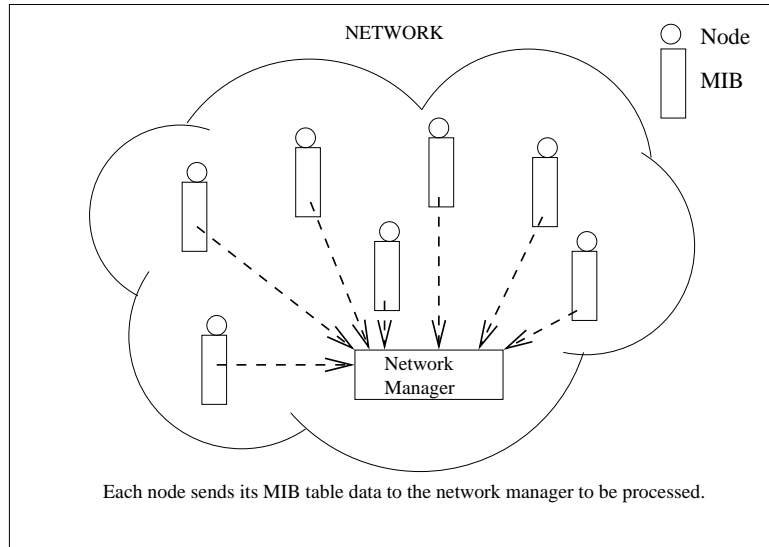 NETWORK
Node
MIB
Network
Manager
Each node sends its MIB table data to the network manager to be processed.